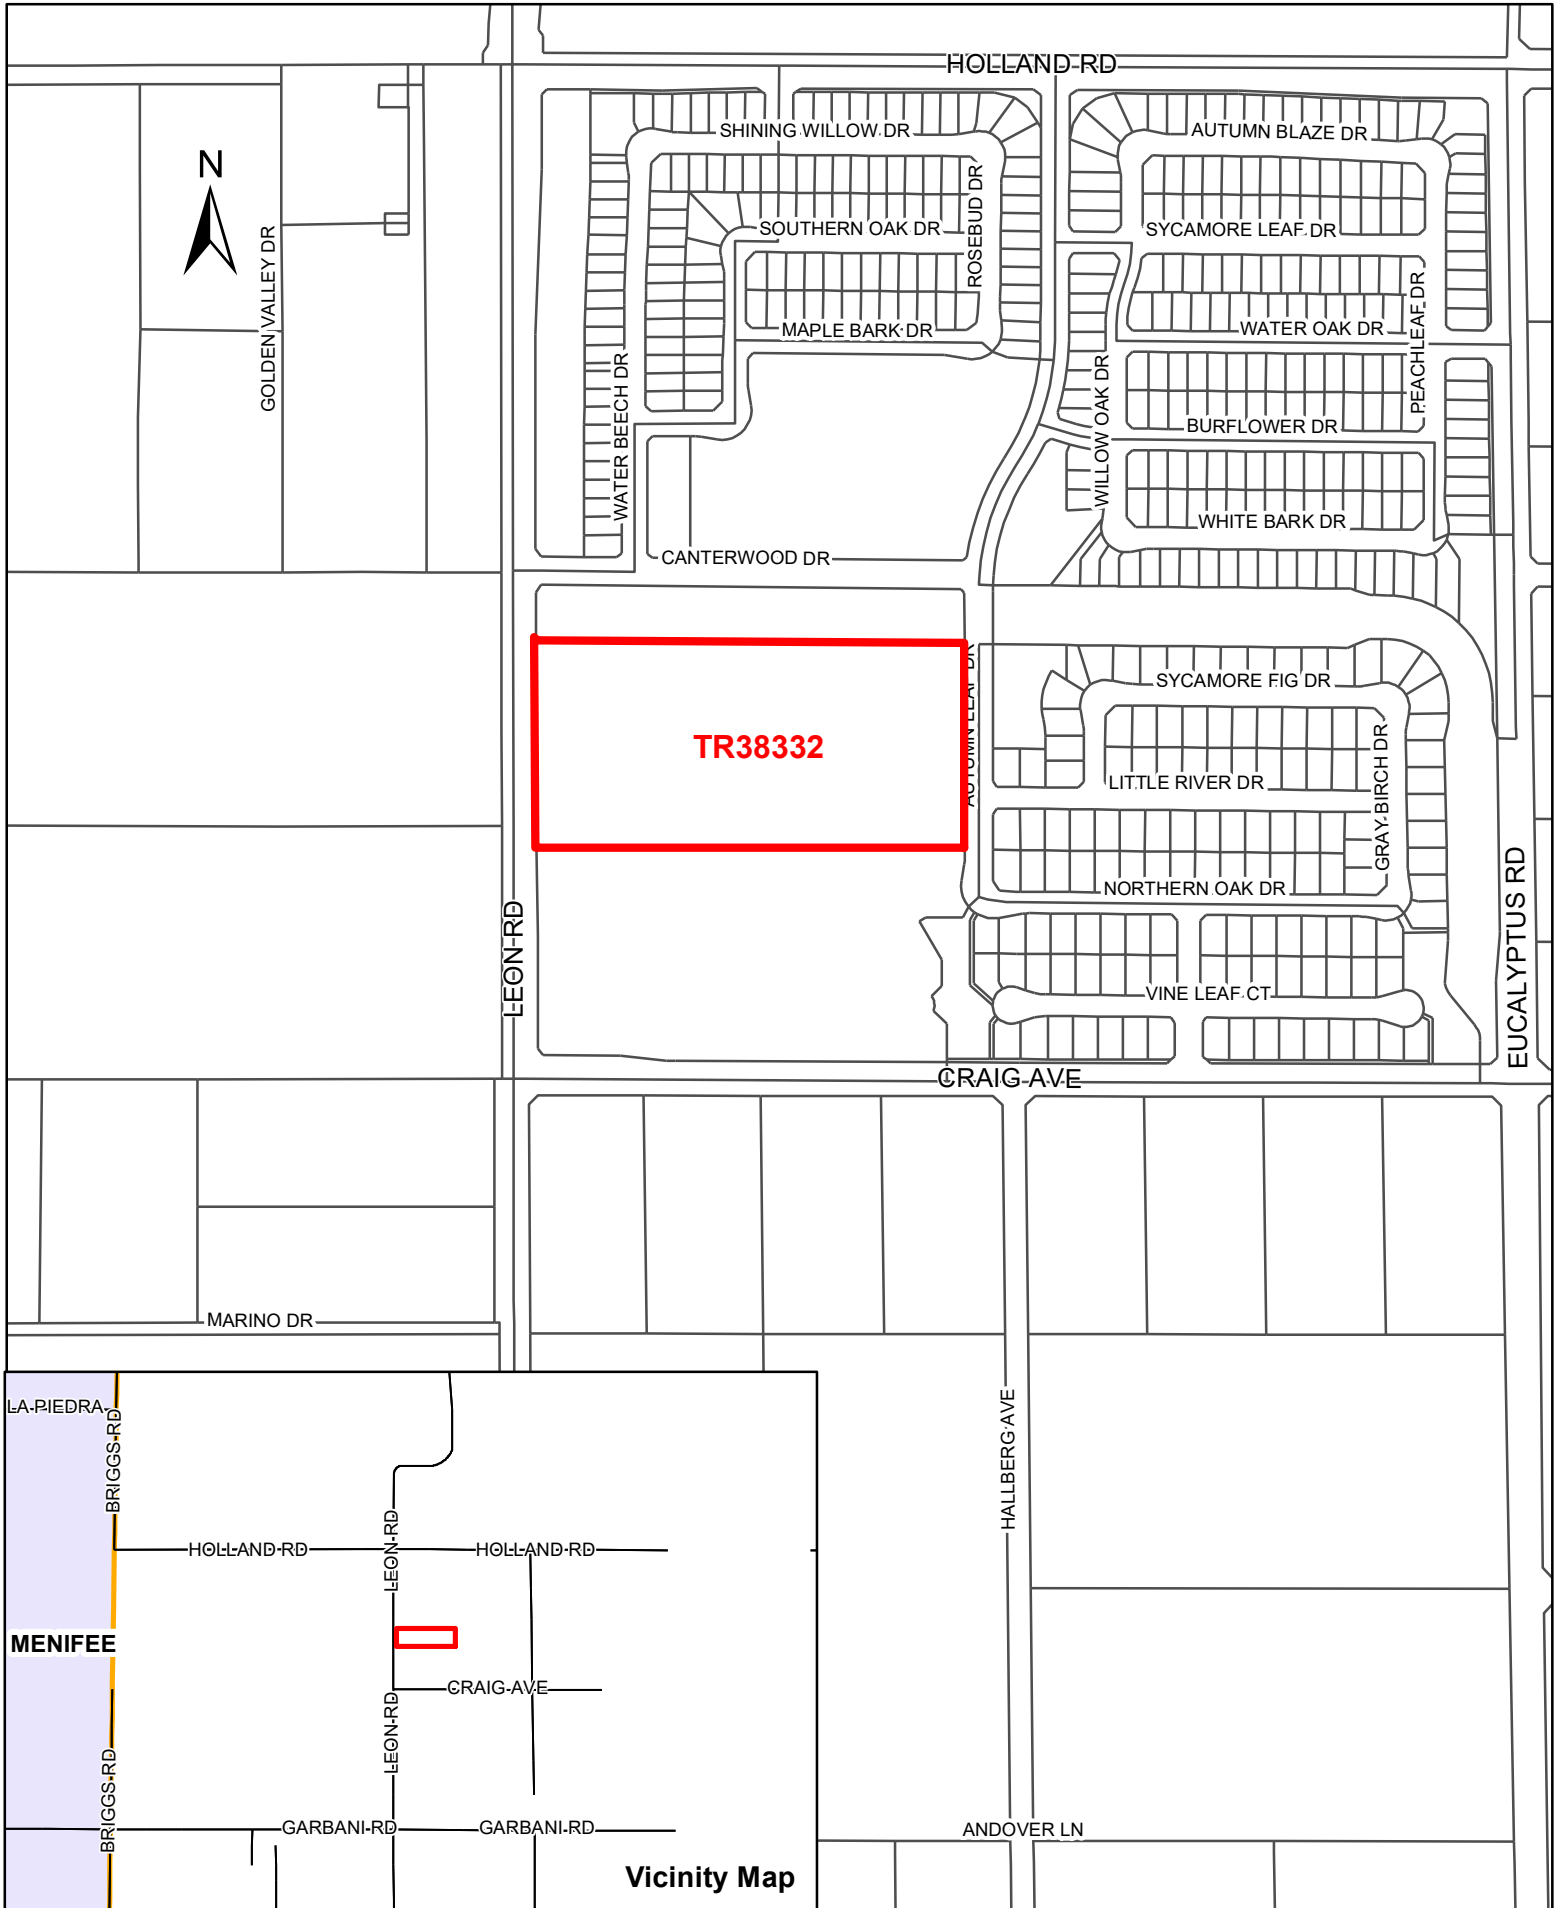 HOLLAND RD
SHINING WILLOW DR
AUTUMN BLAZE DR
N
ROSEBUD DR
SOUTHERN OAK DR
SYCAMORE LEAF DR
GOLDEN VALLEY DR
MAPLE BARK DR
WATER OAK DR
PEACHLEAF DR
WATER BEECH DR
WILLOW OAK DR
BURFLOWER DR
WHITE BARK DR
CANTERWOOD DR
AUTUMN LEAF DR
SYCAMORE FIG DR
TR38332
GRAY BIRCH DR
LITTLE RIVER DR
NORTHERN OAK DR
LEON RD
EUCALYPTUS RD
VINE LEAF CT
CRAIG AVE
MARINO DR
HALLBERG AVE
ANDOVER LN
LA PIEDRA
BRIGGS RD
HOLLAND RD
LEON RD
HOLLAND RD
MENIFEE
CRAIG AVE
LEON RD
BRIGGS RD
GARBANI RD
GARBANI RD
Vicinity Map